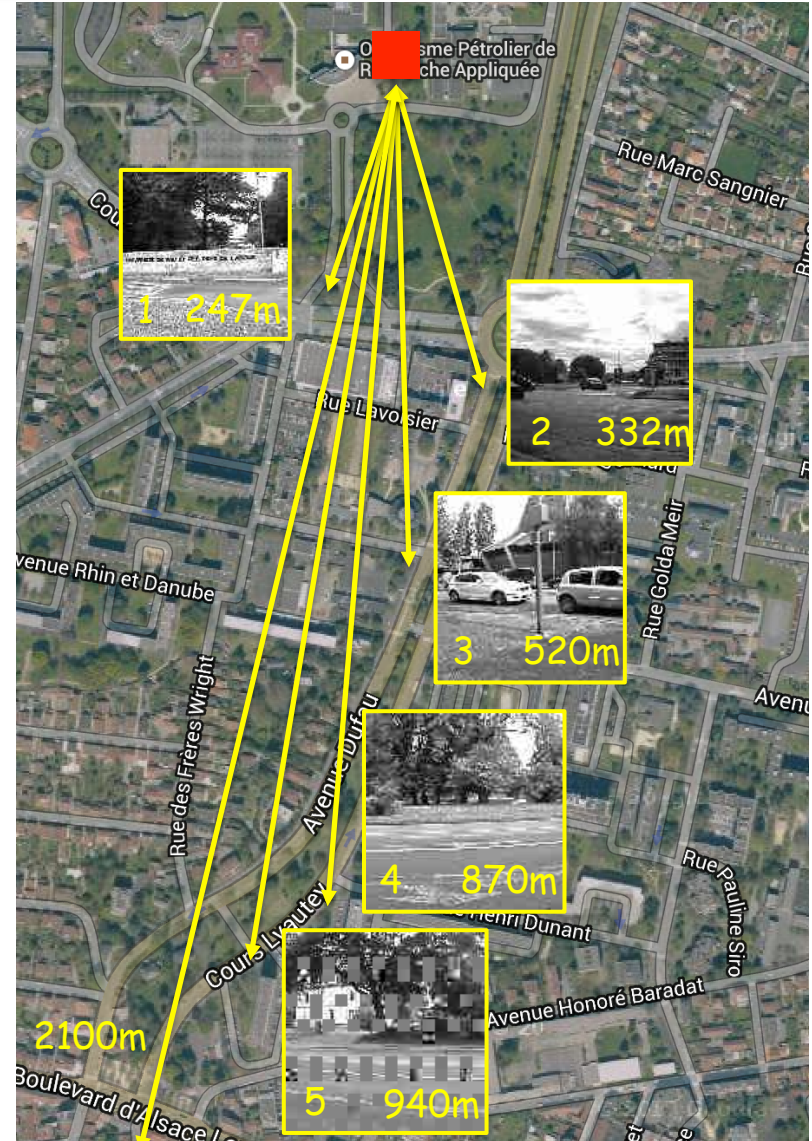 O sme Pétrolier de
R che Appliquée
Rue Marc Sangnier
Cou
1 247m
2 332m
Rue Lavoisier
Rue Golda Meir
3 520m
venue Rhin et Danube
Avenu
Rue des Frères Wright
Avenue Dufau
4 870m
Rue Pauline Siro
Henri Dunant
Cours Lyautey
Avenue Honoré Baradat
2100m
5 940m
Boulevard d'Alsace Lo